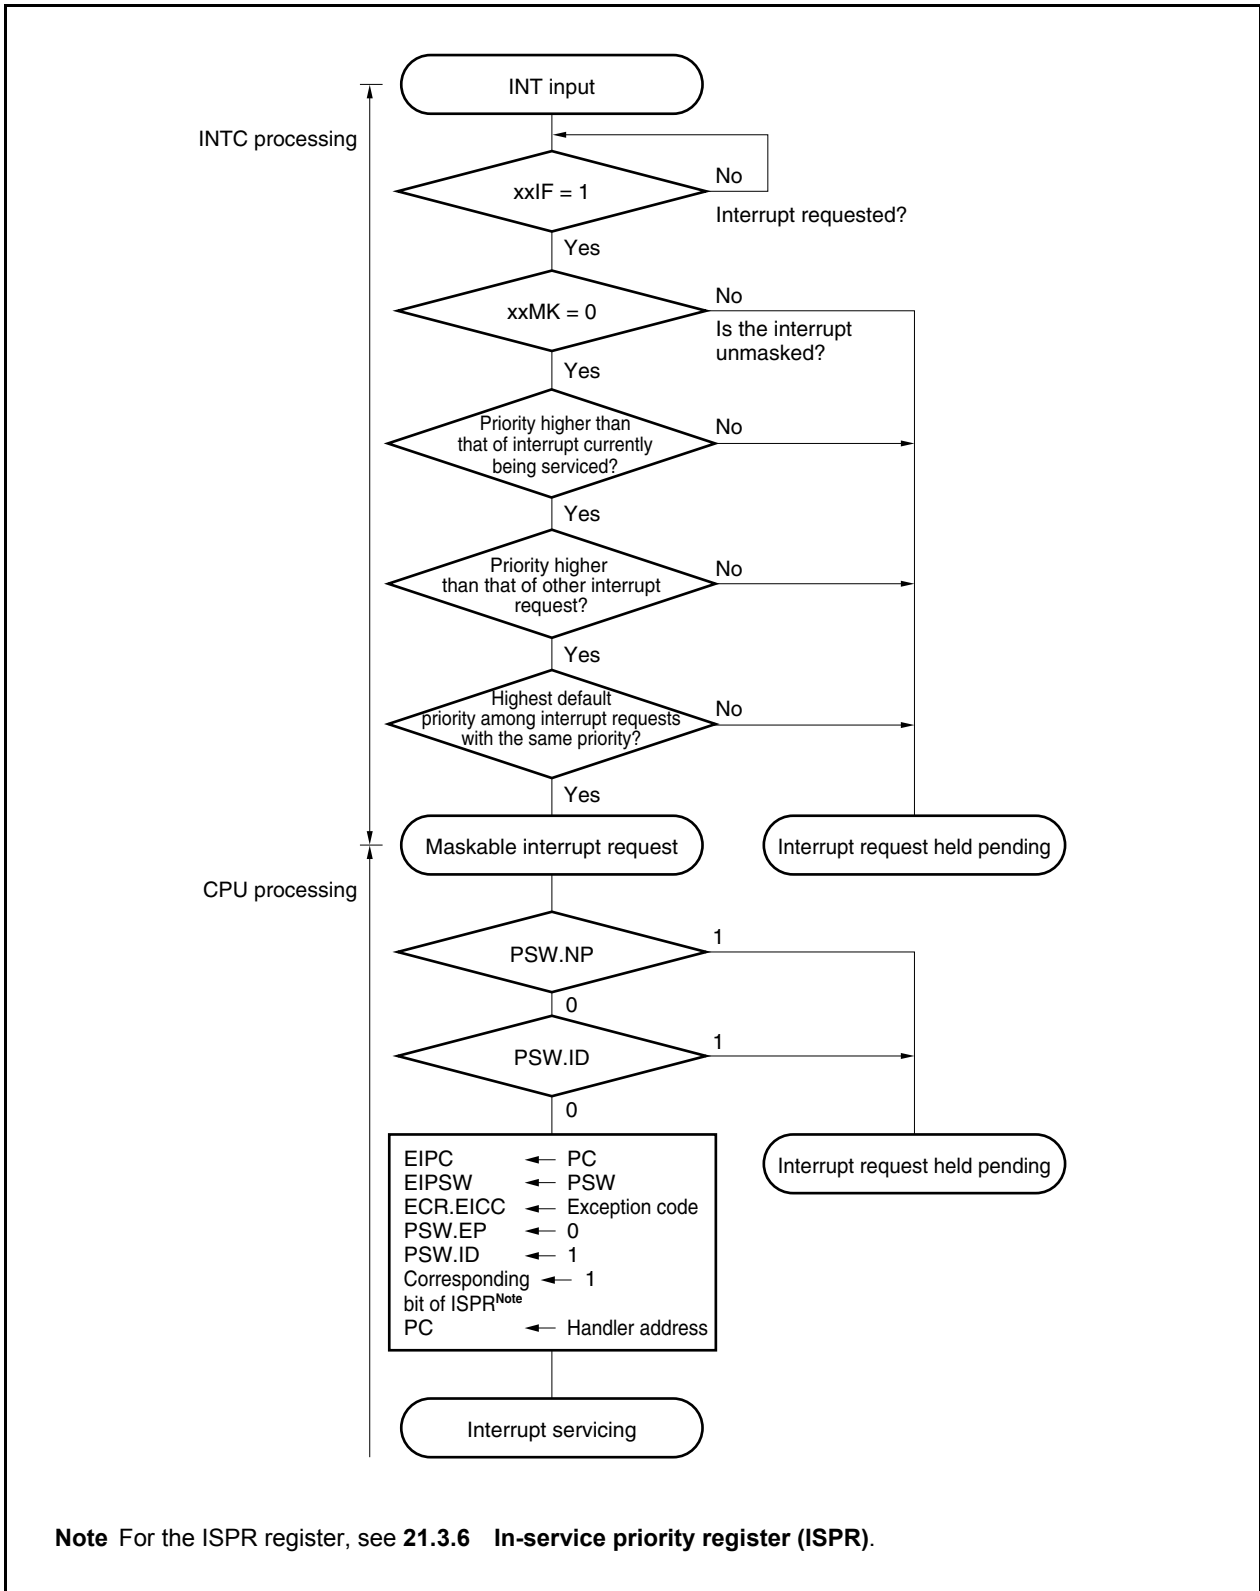 INT input
INTC processing
xxIF = 1
No
Interrupt requested?
Yes
xxMK = 0
No
Is the interrupt
unmasked?
Yes
Priority higher than
that of interrupt currently
being serviced?
No
Yes
Priority higher
than that of other interrupt
request?
No
Yes
Highest default
priority among interrupt requests
with the same priority?
No
Yes
Maskable interrupt request
Interrupt request held pending
CPU processing
PSW.NP
1
0
PSW.ID
1
0
EIPC ← PC
EIPSW ← PSW
ECR.EICC ← Exception code
PSW.EP ← 0
PSW.ID ← 1
Corresponding ← 1
bit of ISPRNote
PC ← Handler address
Interrupt request held pending
Interrupt servicing
Note For the ISPR register, see 21.3.6 In-service priority register (ISPR).